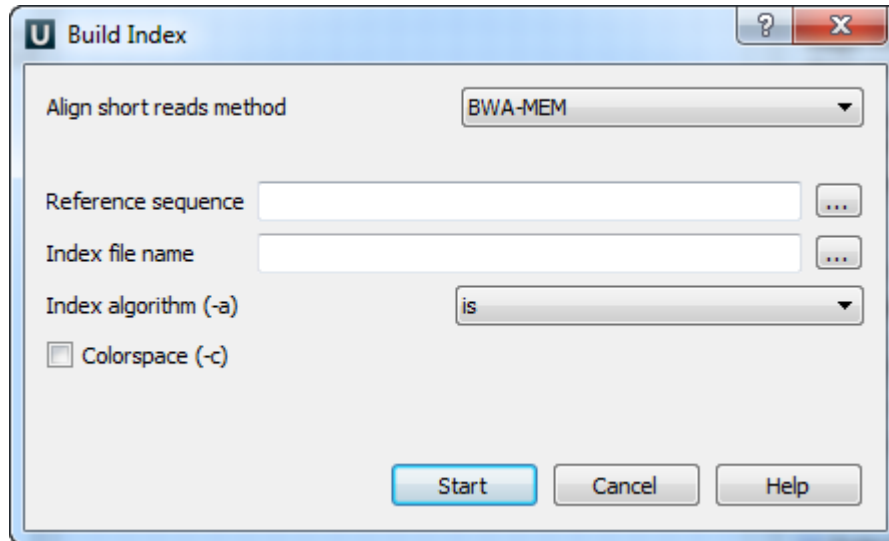 U Build Index
Align short reads method BWA-MEM
Reference sequence ...
Index file name ...
Index algorithm (-a) is
Colorspace (-c)
Start Cancel Help